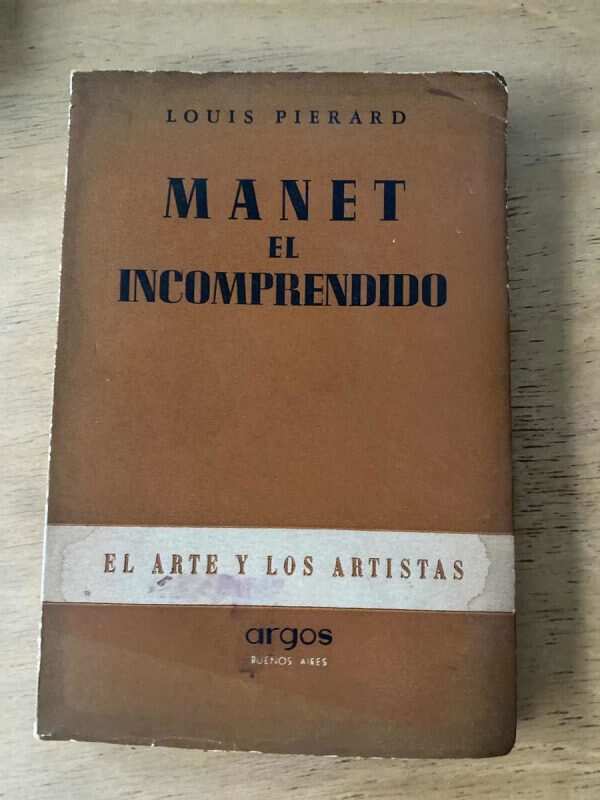 LOUIS PIERARD
MANET
EL
INCOMPRENDIDO
EL ARTE Y LOS ARTISTAS
argos
BUENOS AIRES